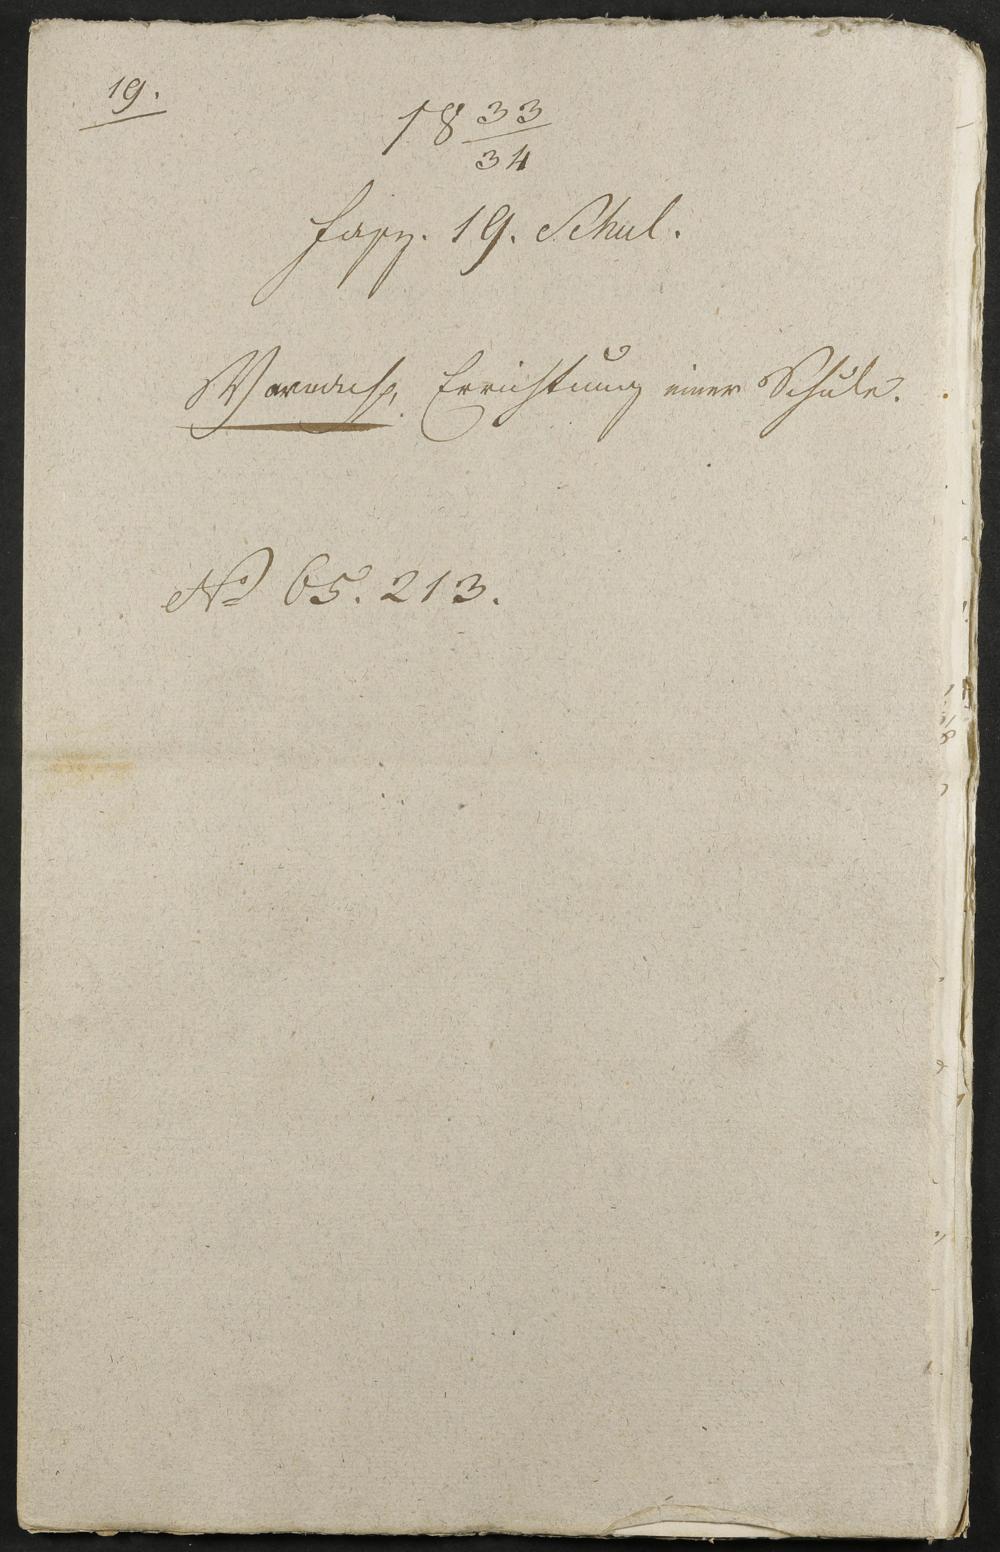 19.
18 33/34
Fasz. 19. Schul.
Errichtung einer Schule.
No 65. 213.